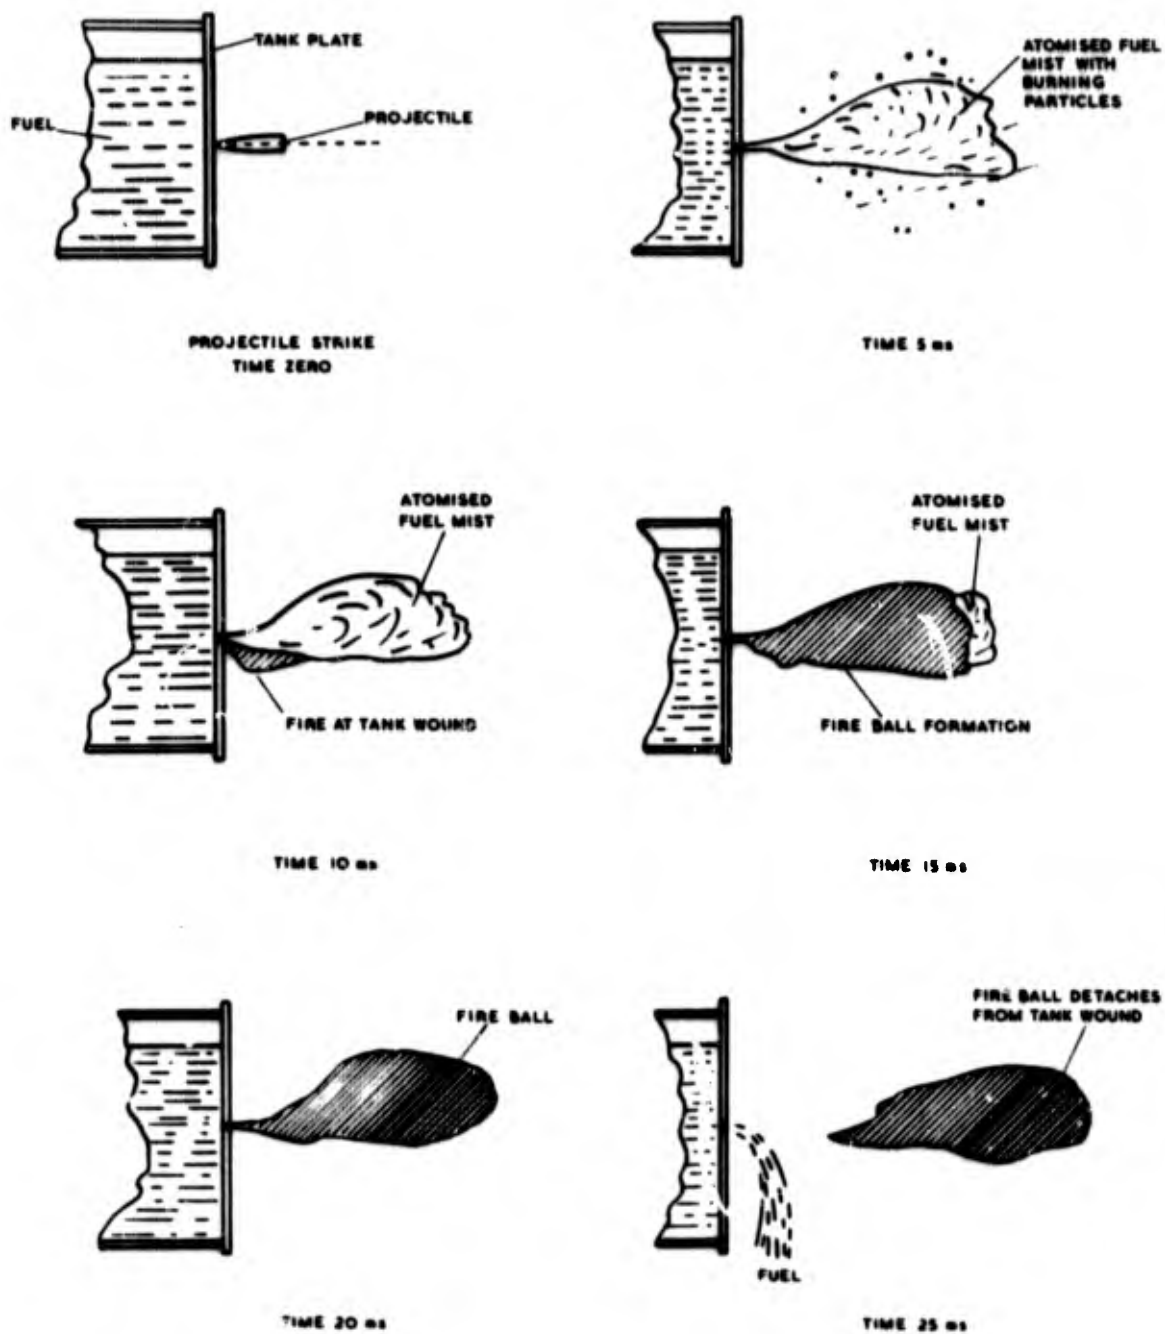 TANK PLATE
FUEL
PROJECTILE
PROJECTILE STRIKE
TIME ZERO
ATOMISED FUEL
MIST WITH
BURNING
PARTICLES
TIME 5 ms
ATOMISED
FUEL MIST
FIRE AT TANK WOUND
TIME 10 ms
ATOMISED
FUEL MIST
FIRE BALL FORMATION
TIME 15 ms
FIRE BALL
TIME 20 ms
FIRE BALL DETACHES
FROM TANK WOUND
FUEL
TIME 25 ms